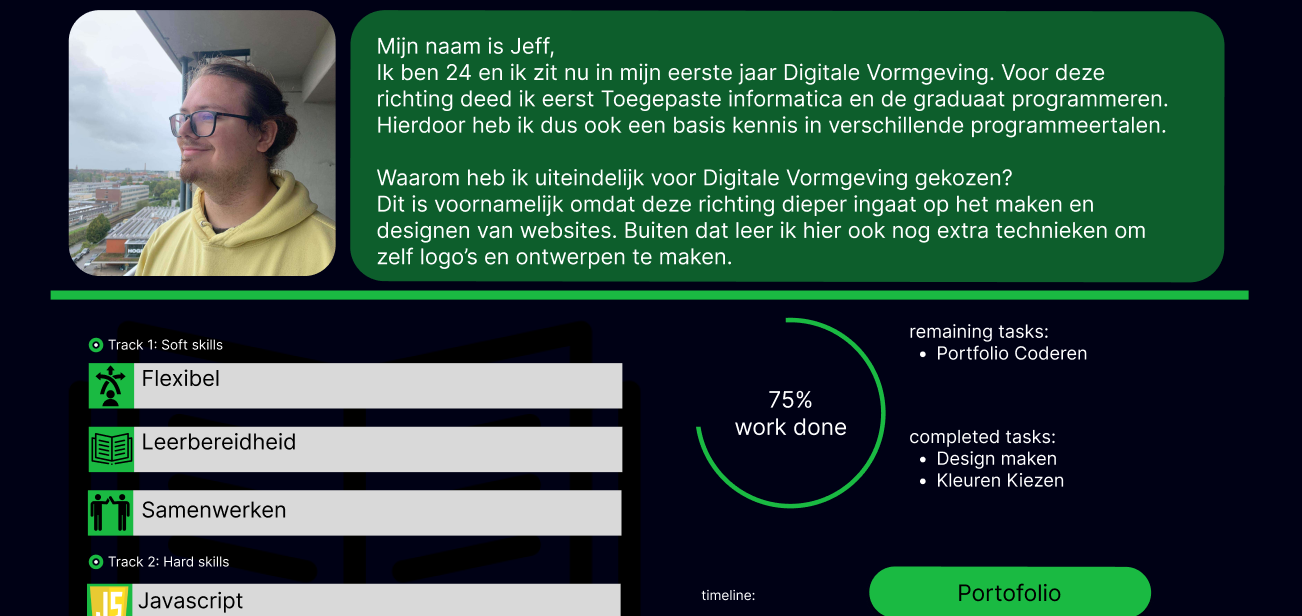 Mijn naam is Jeff,
Ik ben 24 en ik zit nu in mijn eerste jaar Digitale Vormgeving. Voor deze
richting deed ik eerst Toegepaste informatica en de graduaat programmeren.
Hierdoor heb ik dus ook een basis kennis in verschillende programmeertalen.
Waarom heb ik uiteindelijk voor Digitale Vormgeving gekozen?
Dit is voornamelijk omdat deze richting dieper ingaat op het maken en
designen van websites. Buiten dat leer ik hier ook nog extra technieken om
zelf logo’s en ontwerpen te maken.
Track 1: Soft skills
Flexibel
Leerbereidheid
Samenwerken
Track 2: Hard skills
JS
Javascript
75%
work done
remaining tasks:
• Portfolio Coderen
completed tasks:
• Design maken
• Kleuren Kiezen
timeline:
Portofolio